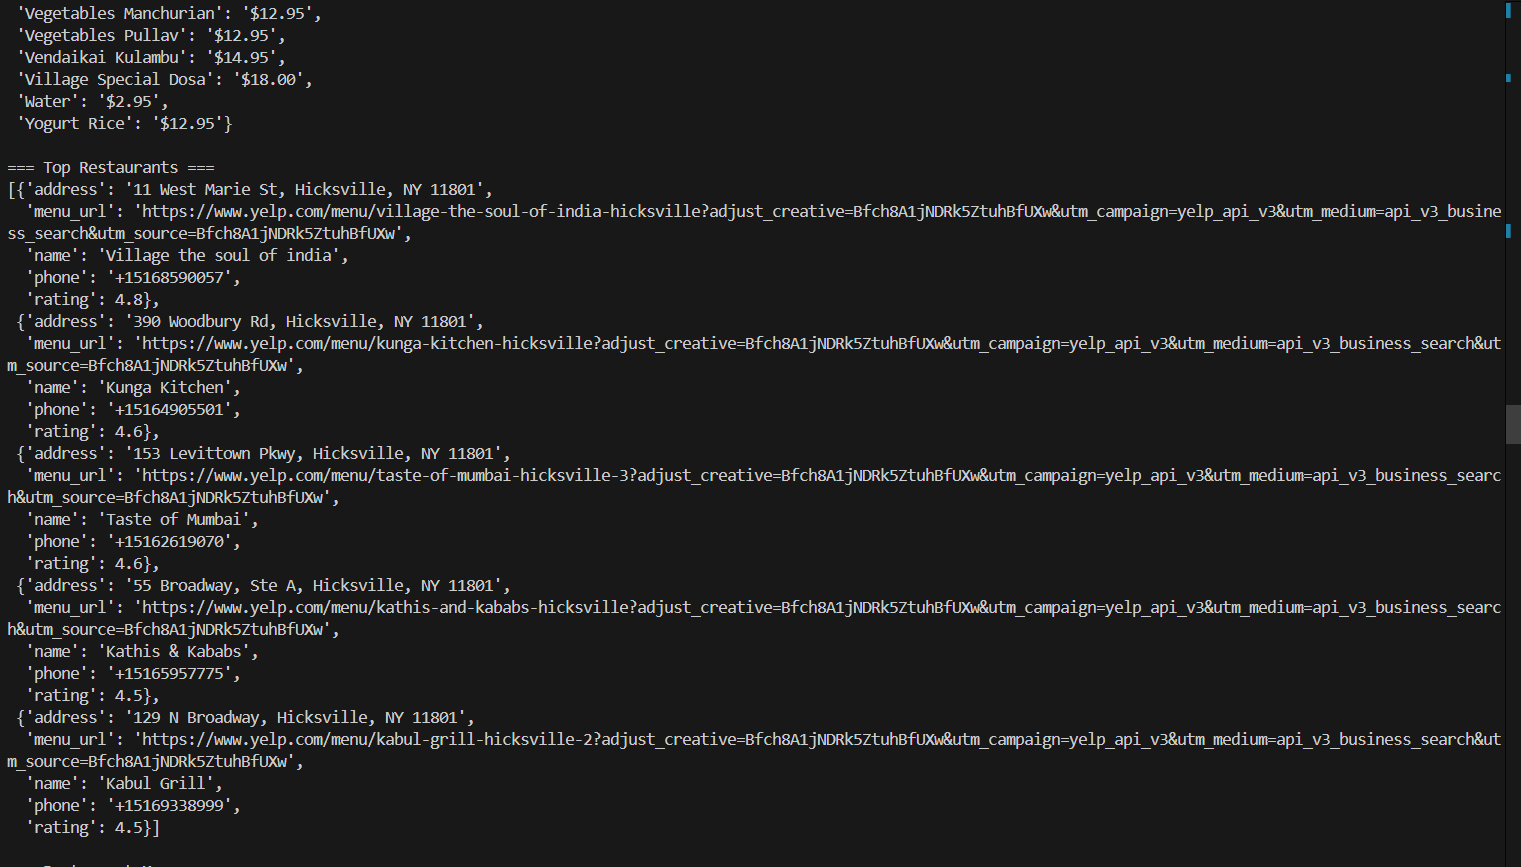 'Vegetables Manchurian': '$12.95',
'Vegetables Pullav': '$12.95',
'Vendaikai Kulambu': '$14.95',
'Village Special Dosa': '$18.00',
'Water': '$2.95',
'Yogurt Rice': '$12.95'}
=== Top Restaurants ===
[{'address': '11 West Marie St, Hicksville, NY 11801',
'menu_url': 'https://www.yelp.com/menu/village-the-soul-of-india-hicksville?adjust_creative=Bfch8A1jNDRk5ZtuhBfUXw&utm_campaign=yelp_api_v3&utm_medium=api_v3_busine
ss_search&utm_source=Bfch8A1jNDRk5ZtuhBfUXw',
'name': 'Village the soul of india',
'phone': '+15168590057',
'rating': 4.8},
{'address': '390 Woodbury Rd, Hicksville, NY 11801',
'menu_url': 'https://www.yelp.com/menu/kunga-kitchen-hicksville?adjust_creative=Bfch8A1jNDRk5ZtuhBfUXw&utm_campaign=yelp_api_v3&utm_medium=api_v3_business_search&ut
m_source=Bfch8A1jNDRk5ZtuhBfUXw',
'name': 'Kunga Kitchen',
'phone': '+15164905501',
'rating': 4.6},
{'address': '153 Levittown Pkwy, Hicksville, NY 11801',
'menu_url': 'https://www.yelp.com/menu/taste-of-mumbai-hicksville-3?adjust_creative=Bfch8A1jNDRk5ZtuhBfUXw&utm_campaign=yelp_api_v3&utm_medium=api_v3_business_searc
h&utm_source=Bfch8A1jNDRk5ZtuhBfUXw',
'name': 'Taste of Mumbai',
'phone': '+15162619070',
'rating': 4.6},
{'address': '55 Broadway, Ste A, Hicksville, NY 11801',
'menu_url': 'https://www.yelp.com/menu/kathis-and-kababs-hicksville?adjust_creative=Bfch8A1jNDRk5ZtuhBfUXw&utm_campaign=yelp_api_v3&utm_medium=api_v3_business_searc
h&utm_source=Bfch8A1jNDRk5ZtuhBfUXw',
'name': 'Kathis & Kababs',
'phone': '+15165957775',
'rating': 4.5},
{'address': '129 N Broadway, Hicksville, NY 11801',
'menu_url': 'https://www.yelp.com/menu/kabul-grill-hicksville-2?adjust_creative=Bfch8A1jNDRk5ZtuhBfUXw&utm_campaign=yelp_api_v3&utm_medium=api_v3_business_search&ut
m_source=Bfch8A1jNDRk5ZtuhBfUXw',
'name': 'Kabul Grill',
'phone': '+15169338999',
'rating': 4.5}]